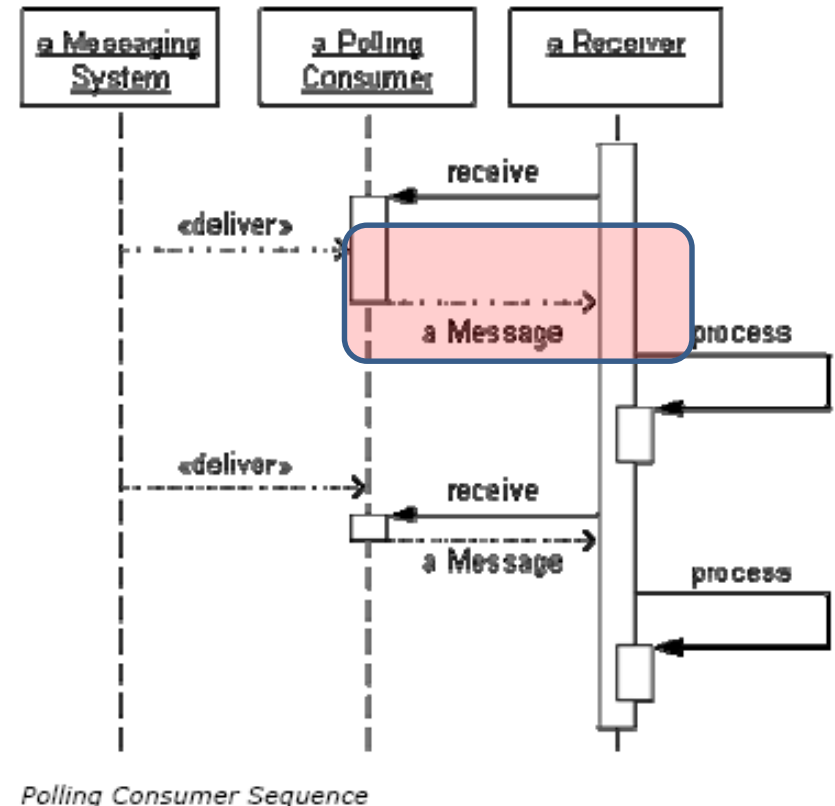 a Messaging
System
a Polling
Consumer
a Receiver
receive
«deliver»
a Message
process
«deliver»
receive
a Message
process
Polling Consumer Sequence